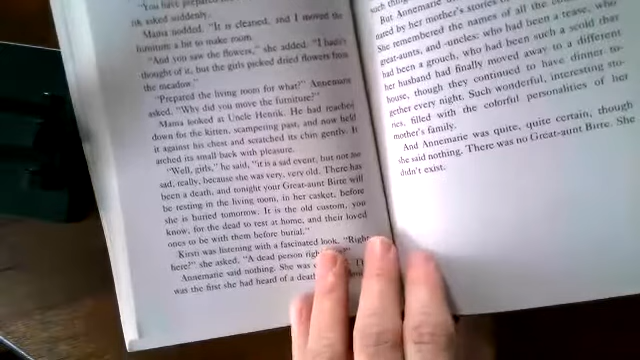 "You have prepared
rik asked suddenly.
Mama nodded. "It is cleaned, and I moved the
furniture a bit to make room.
"And you saw the flowers," she added. "I hadn't
thought of it, but the girls picked dried flowers from
the meadow."
"Prepared the living room for what?" Annemarie
asked. "Why did you move the furniture?"
Mama looked at Uncle Henrik. He had reached
down for the kitten, scampering past, and now held
it against his chest and scratched its chin gently. It
arched its small back with pleasure.
"Well, girls," he said, "it is a sad event, but not too
sad, really, because she was very, very old. There has
been a death, and tonight your Great-aunt Birte will
be resting in the living room, in her casket, before
she is buried tomorrow. It is the old custom, you
know, for the dead to rest at home, and their loved
ones to be with them before burial."
Kirsti was listening with a fascinated look. "Right
here?" she asked. "A dead person right
Annemarie said nothing. She was
was the first she had heard of a death
such thing.
But Annemarie
nated by her mother's stories of
She remembered the names of all the
great-aunts, and -uncles: who had been a tease, who
had been a grouch, who had been such a scold that
her husband had finally moved away to a different
house, though they continued to have dinner to-
gether every night. Such wonderful, interesting sto-
ries, filled with the colorful personalities of her
mother's family.
And Annemarie was quite, quite certain, though
she said nothing. There was no Great-aunt Birte. She
didn't exist.